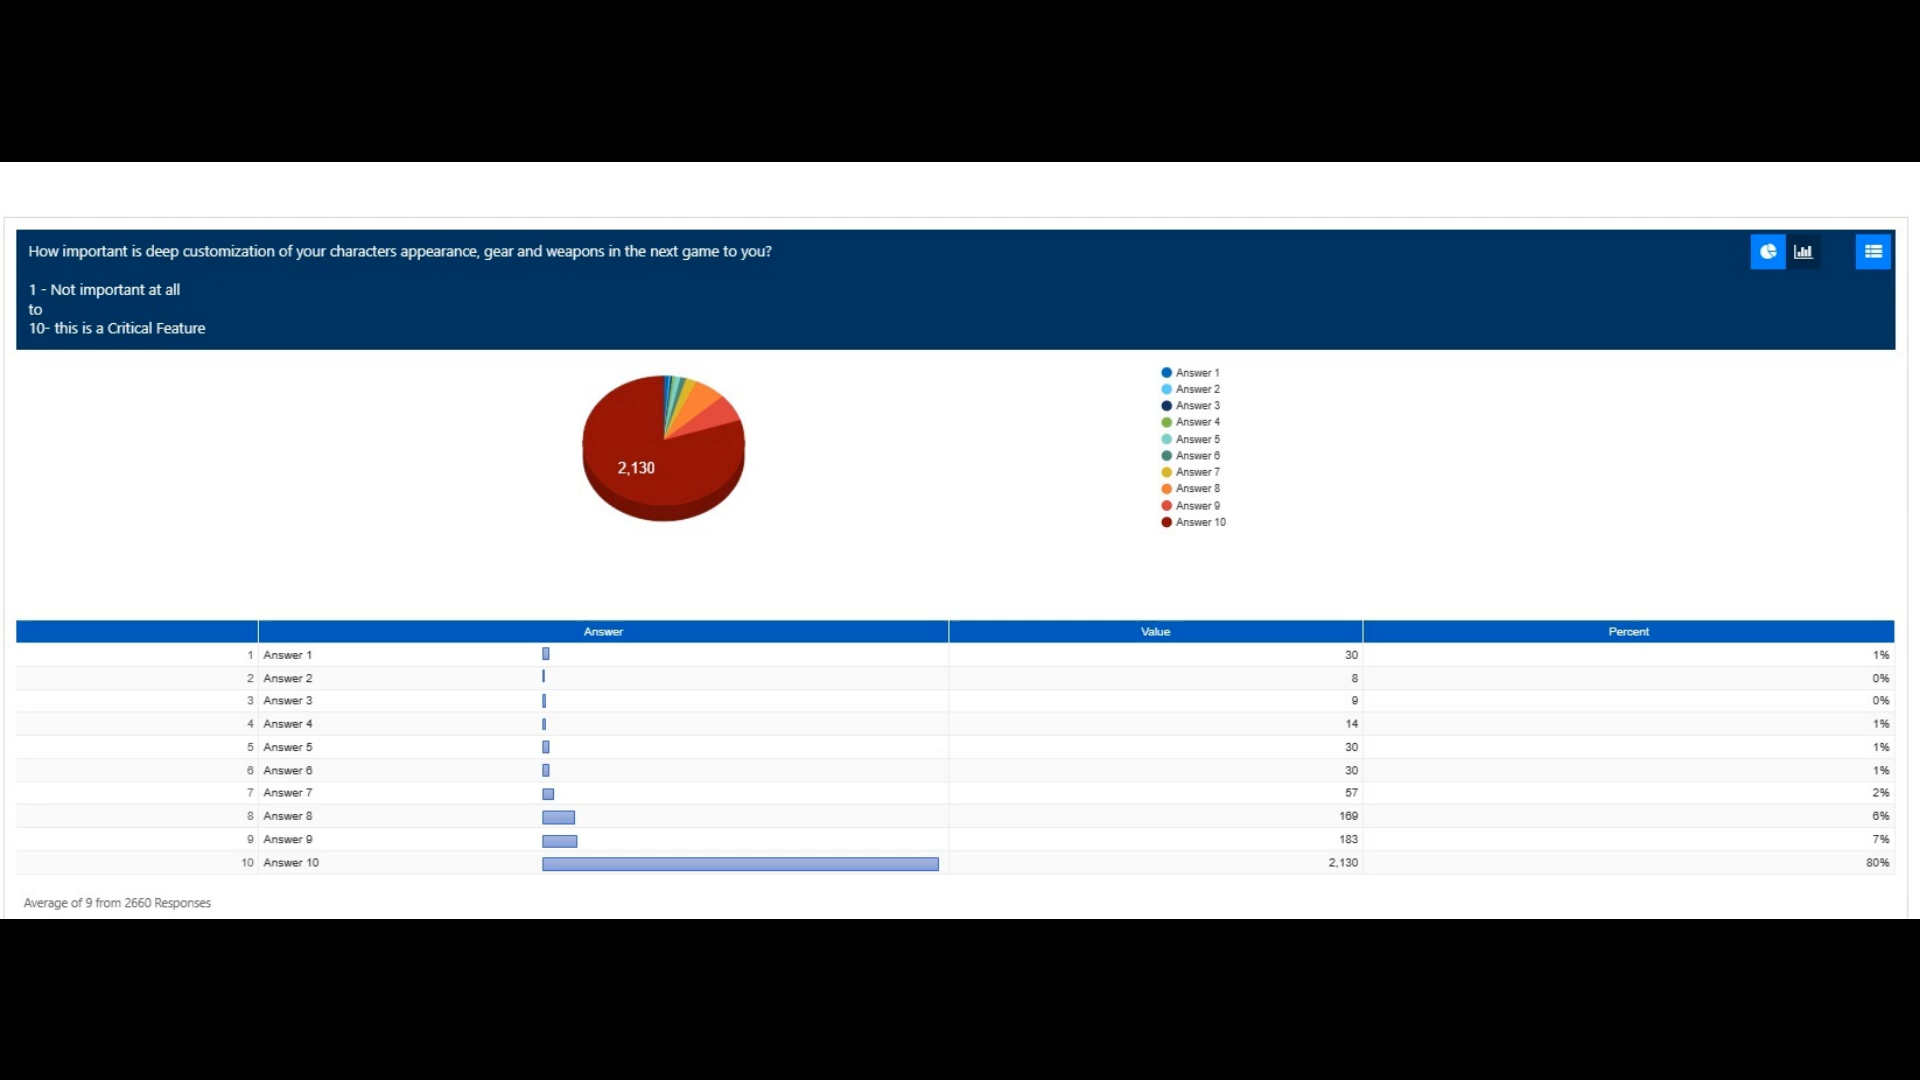 How important is deep customization of your characters appearance, gear and weapons in the next game to you?
1 - Not important at all
to
10- this is a Critical Feature
2,130
Answer 1
Answer 2
Answer 3
Answer 4
Answer 5
Answer 6
Answer 7
Answer 8
Answer 9
Answer 10
Answer Value Percent
1 Answer 1 30 1%
2 Answer 2 8 0%
3 Answer 3 9 0%
4 Answer 4 14 1%
5 Answer 5 30 1%
6 Answer 6 30 1%
7 Answer 7 57 2%
8 Answer 8 169 6%
9 Answer 9 183 7%
10 Answer 10 2,130 80%
Average of 9 from 2660 Responses